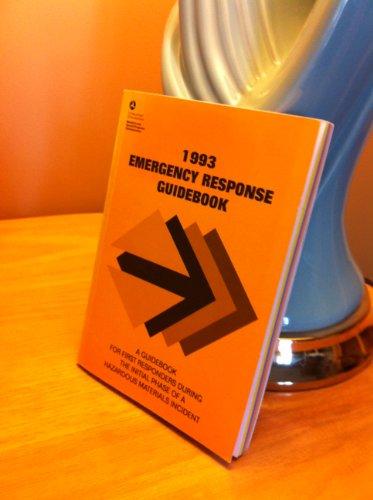 1993
EMERGENCY RESPONSE
GUIDEBOOK
A GUIDEBOOK
FOR FIRST RESPONDERS DURING
THE INITIAL PHASE OF A
HAZARDOUS MATERIALS INCIDENT